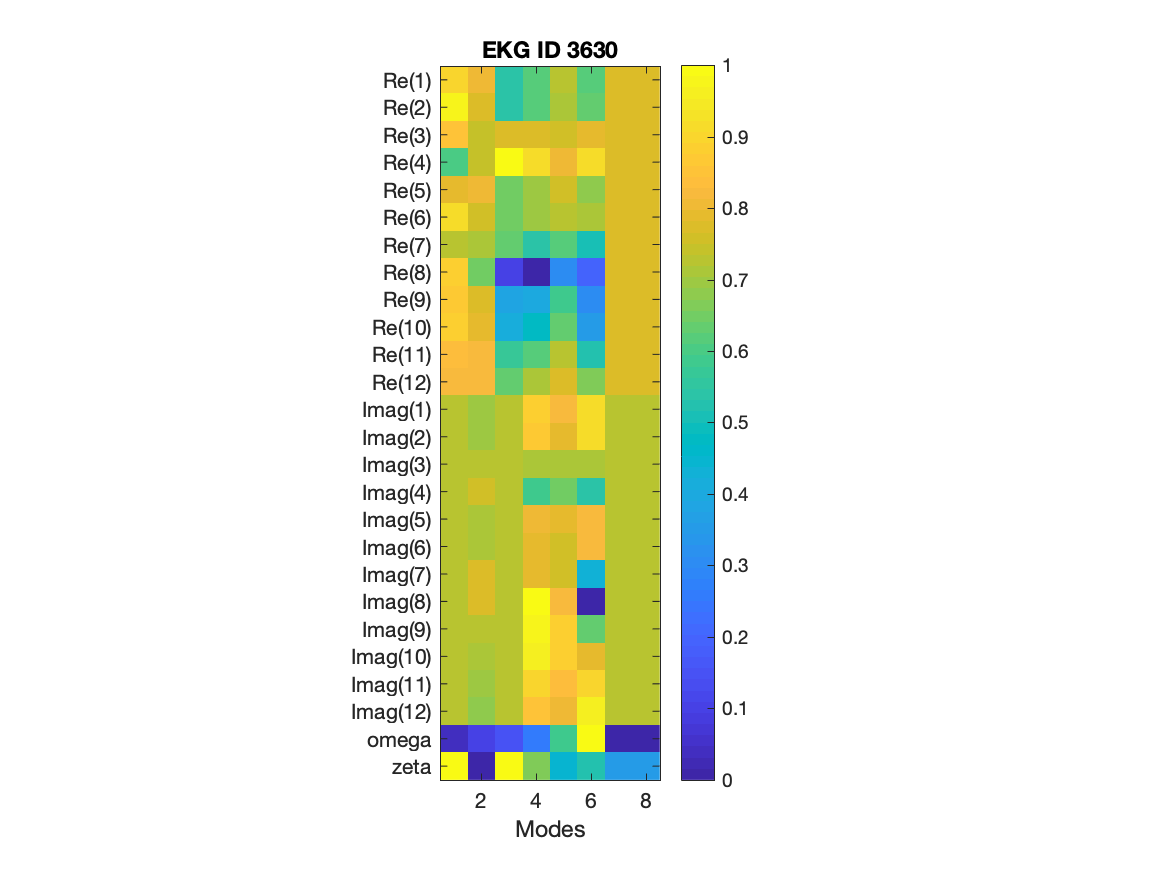 EKG ID 3630
Re(1)
Re(2)
Re(3)
Re(4)
Re(5)
Re(6)
Re(7)
Re(8)
Re(9)
Re(10)
Re(11)
Re(12)
Imag(1)
Imag(2)
Imag(3)
Imag(4)
Imag(5)
Imag(6)
Imag(7)
Imag(8)
Imag(9)
Imag(10)
Imag(11)
Imag(12)
omega
zeta
2 4 6 8
Modes
1
0.9
0.8
0.7
0.6
0.5
0.4
0.3
0.2
0.1
0